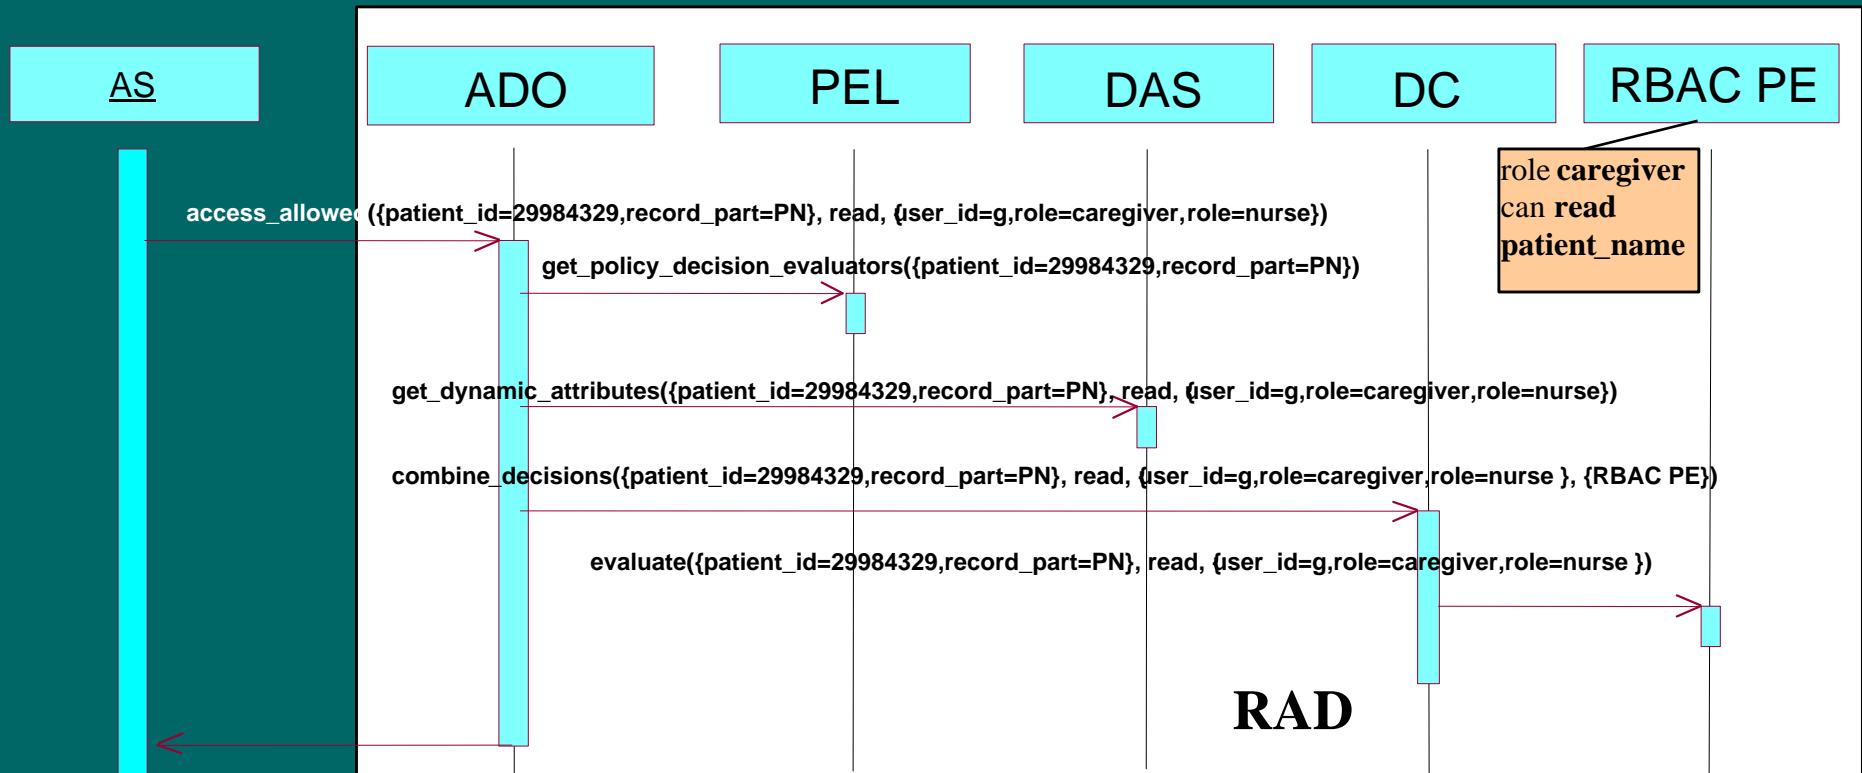 AS
ADO
PEL
DAS
DC
RBAC PE
role caregiver
can read
patient_name
access_allowed({patient_id=29984329,record_part=PN}, read, {user_id=g,role=caregiver,role=nurse})
get_policy_decision_evaluators({patient_id=29984329,record_part=PN})
get_dynamic_attributes({patient_id=29984329,record_part=PN}, read, {user_id=g,role=caregiver,role=nurse})
combine_decisions({patient_id=29984329,record_part=PN}, read, {user_id=g,role=caregiver,role=nurse }, {RBAC PE})
evaluate({patient_id=29984329,record_part=PN}, read, {user_id=g,role=caregiver,role=nurse })
RAD